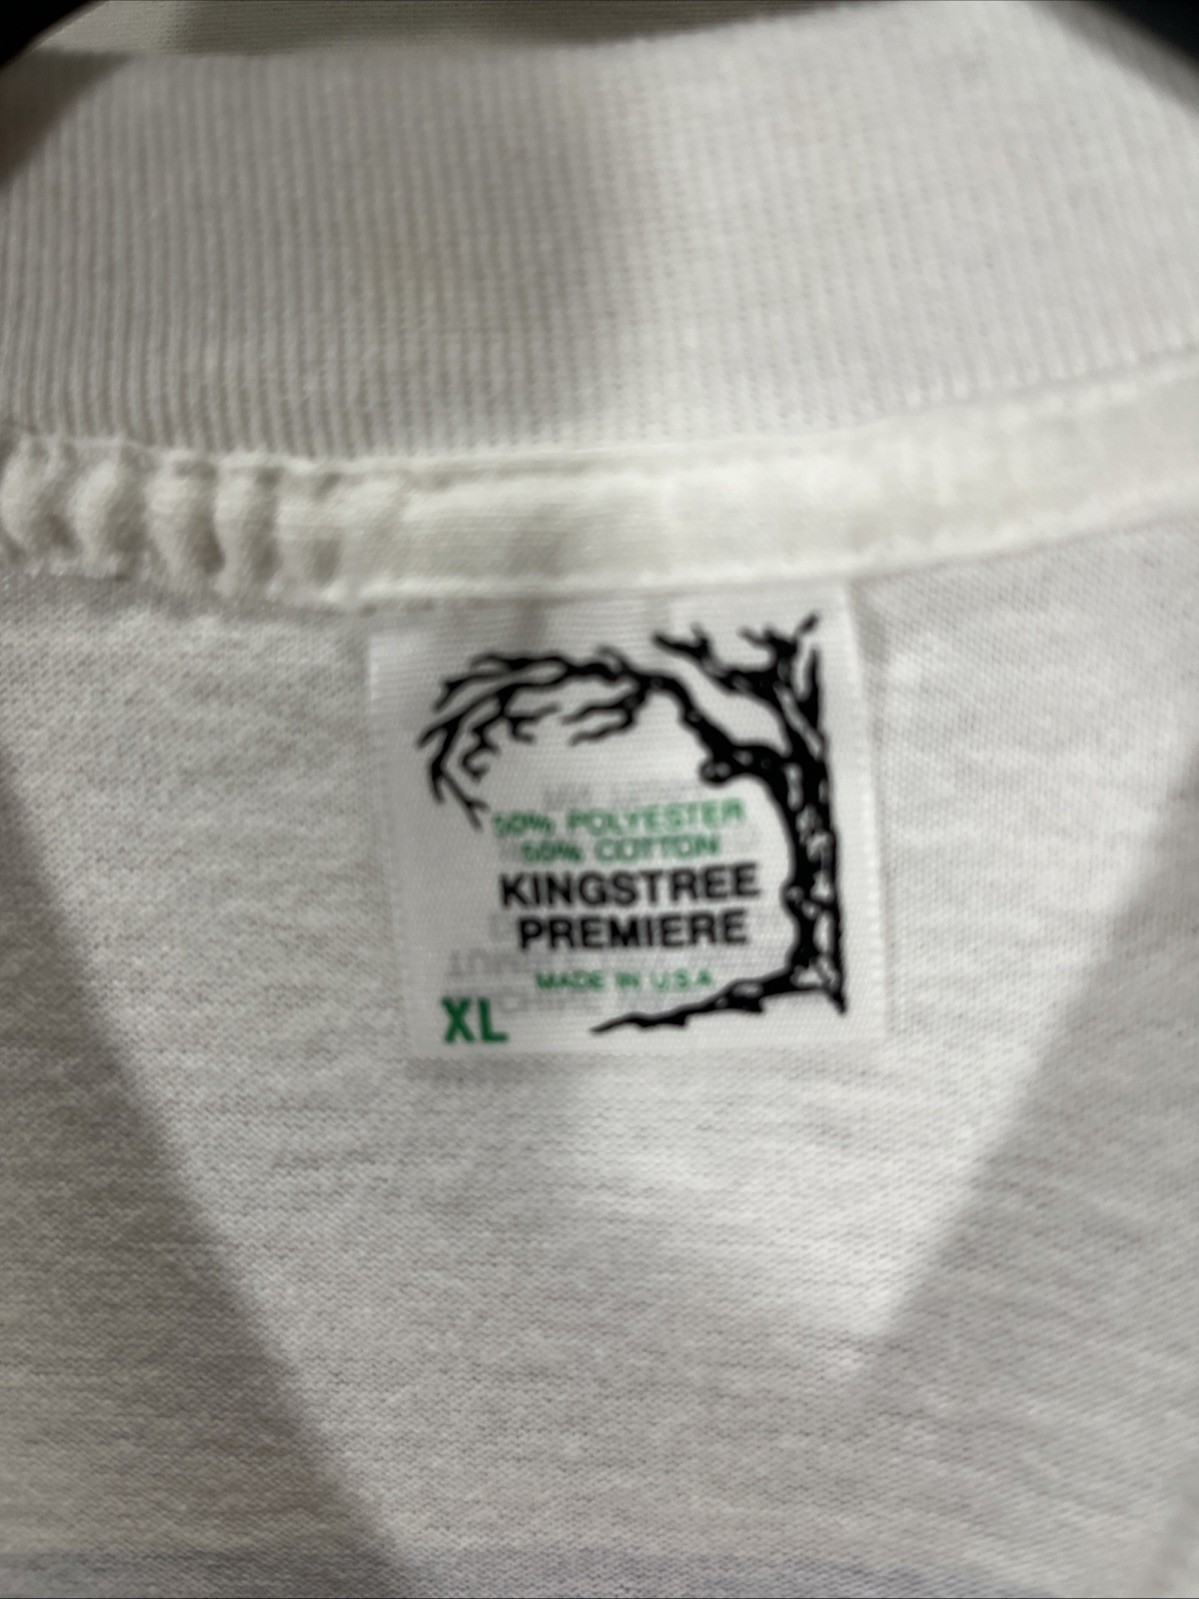 50% POLYESTER
50% COTTON
KINGSTREE
PREMIERE
MADE IN U.S.A.
XL